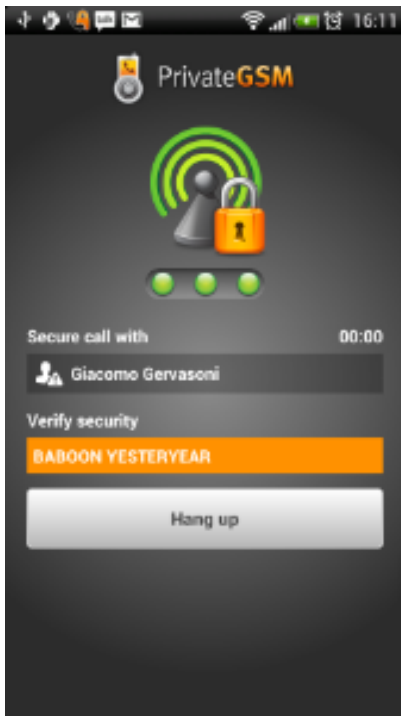 16:11
PrivateGSM
Secure call with 00:00
Giacomo Gervasoni
Verify security
BABOON YESTERYEAR
Hang up